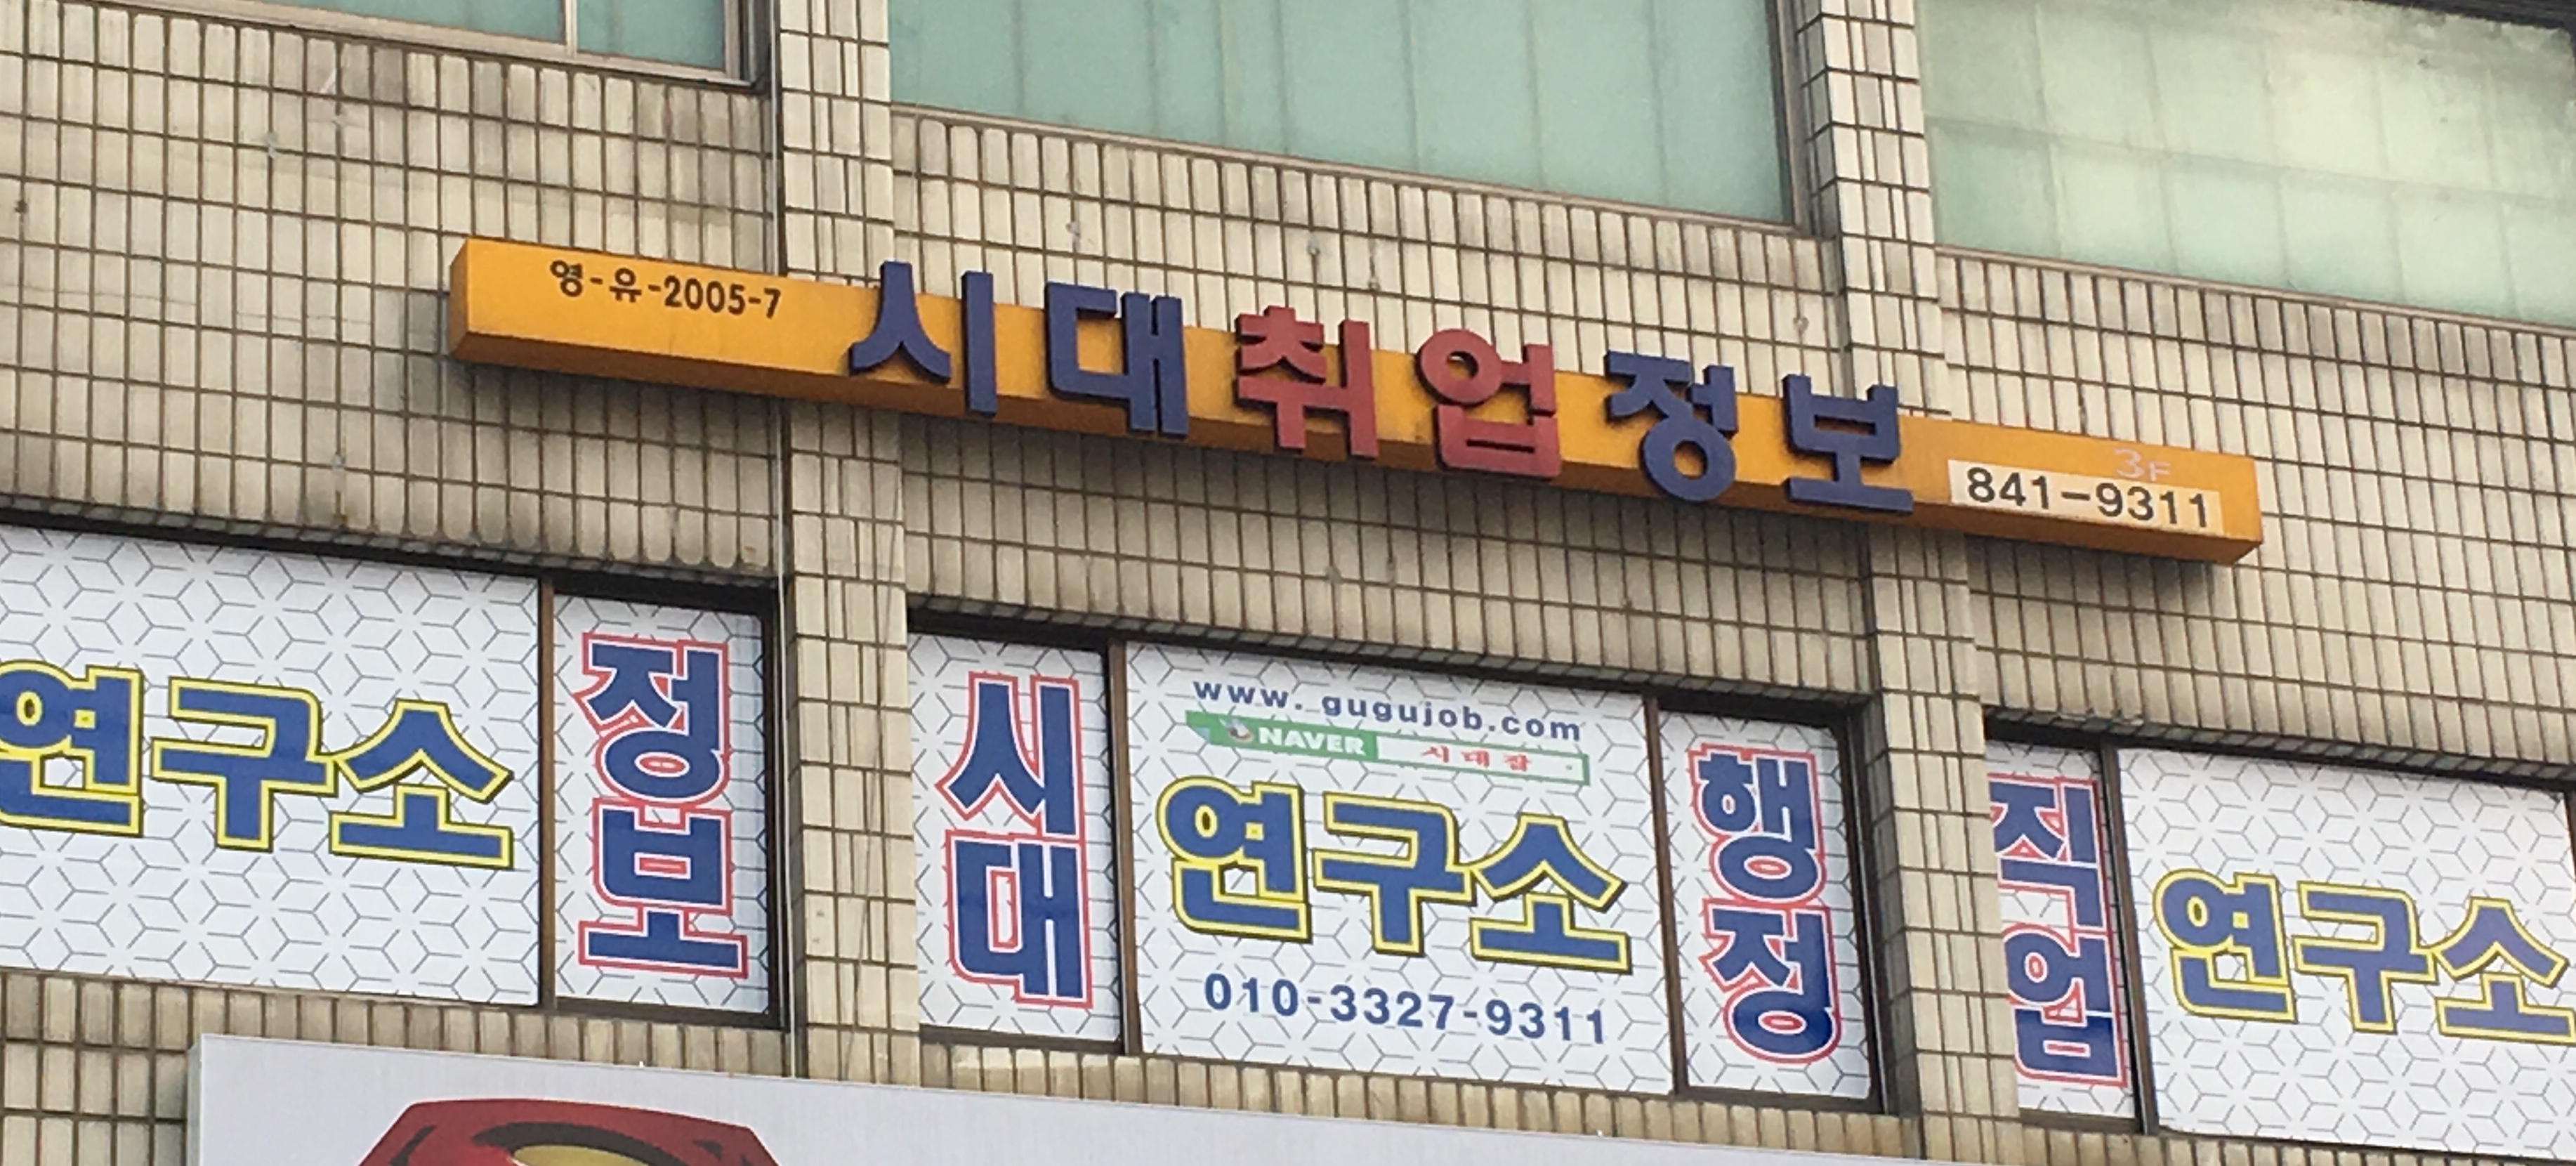 영-유-2005-7
시대취업정보
3F
841-9311
연구소
정보
시대
www.gugujob.com
NAVER 시대잡
연구소
010-3327-9311
행정
직업
연구소